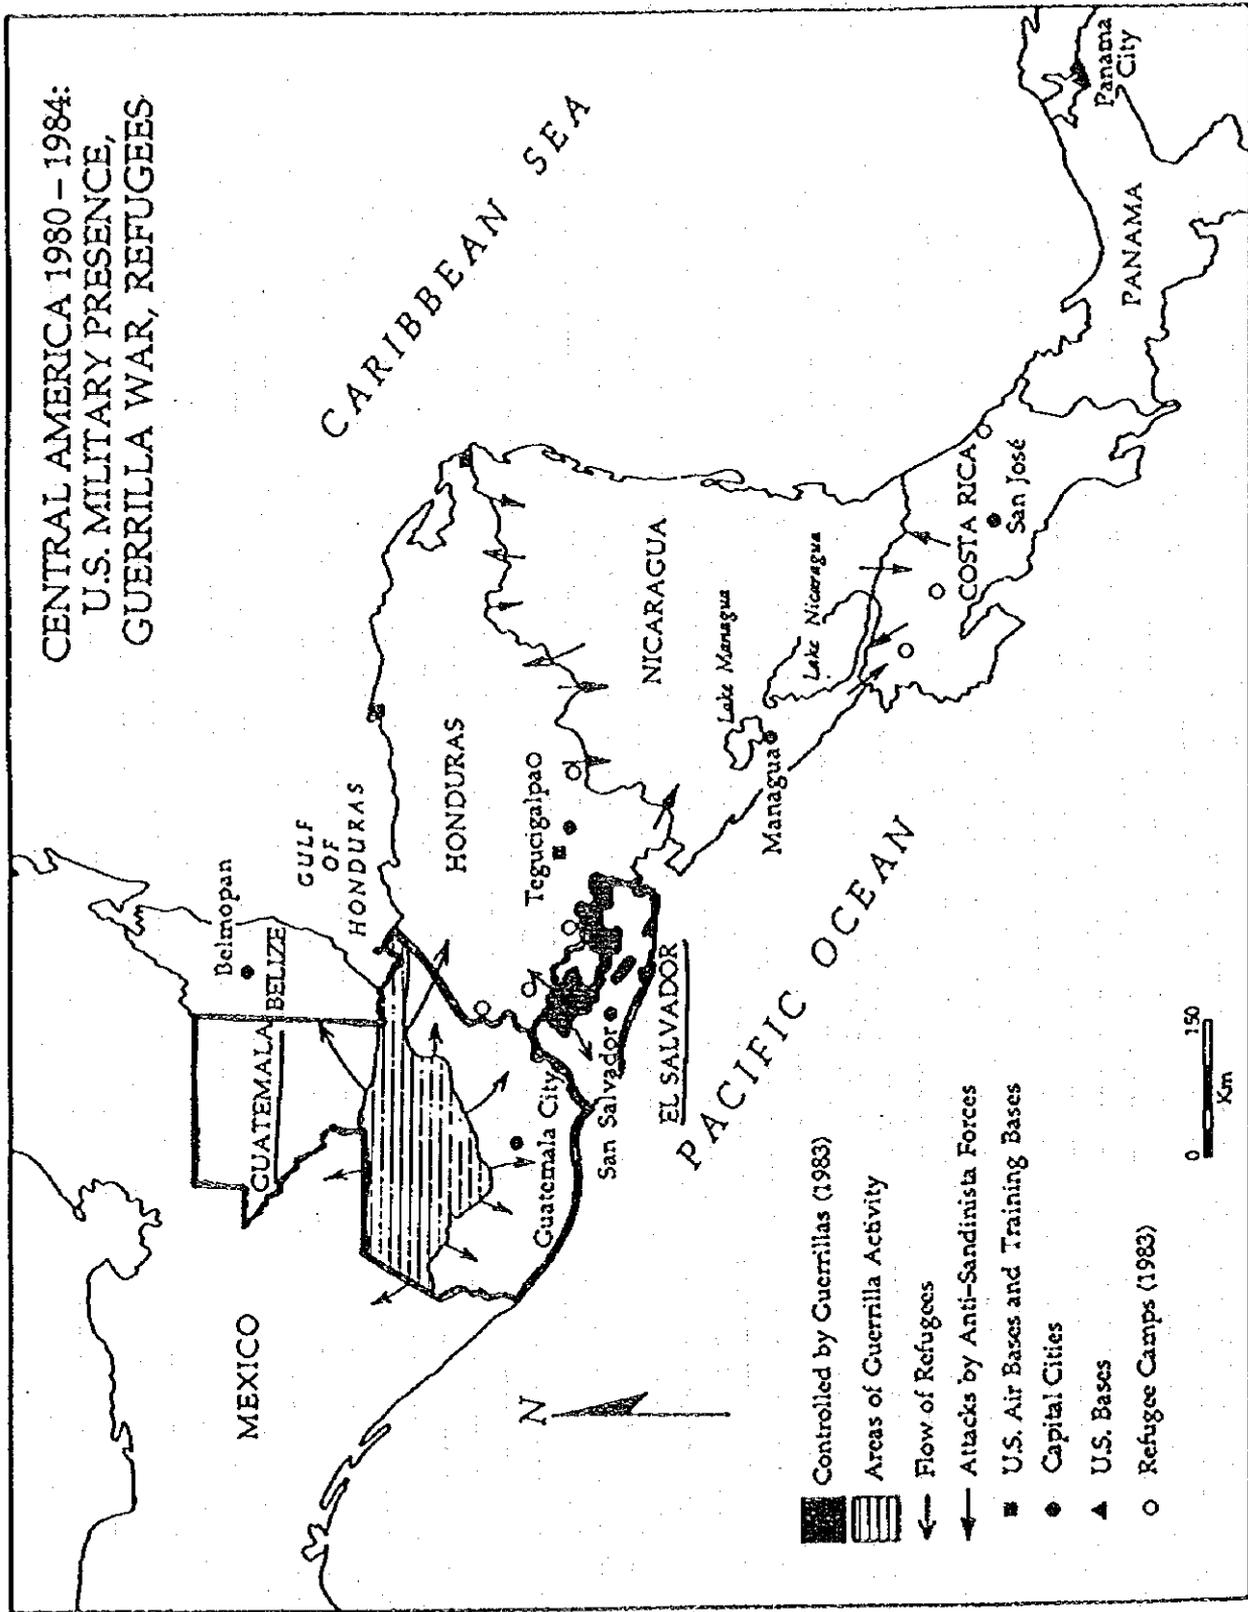 CENTRAL AMERICA 1980 – 1984:
U.S. MILITARY PRESENCE,
GUERRILLA WAR, REFUGEES
MEXICO
GUATEMALA
BELIZE
Belmopan
GULF
OF
HONDURAS
CARIBBEAN SEA
HONDURAS
Tegucigalpa
Guatemala City
San Salvador
EL SALVADOR
NICARAGUA
Lake Managua
Lake Nicaragua
Managua
COSTA RICA
San José
PANAMA
Panama
City
PACIFIC OCEAN
N
Controlled by Guerrillas (1983)
Areas of Guerrilla Activity
Flow of Refugees
Attacks by Anti-Sandinista Forces
U.S. Air Bases and Training Bases
Capital Cities
U.S. Bases
Refugee Camps (1983)
0 150
Km